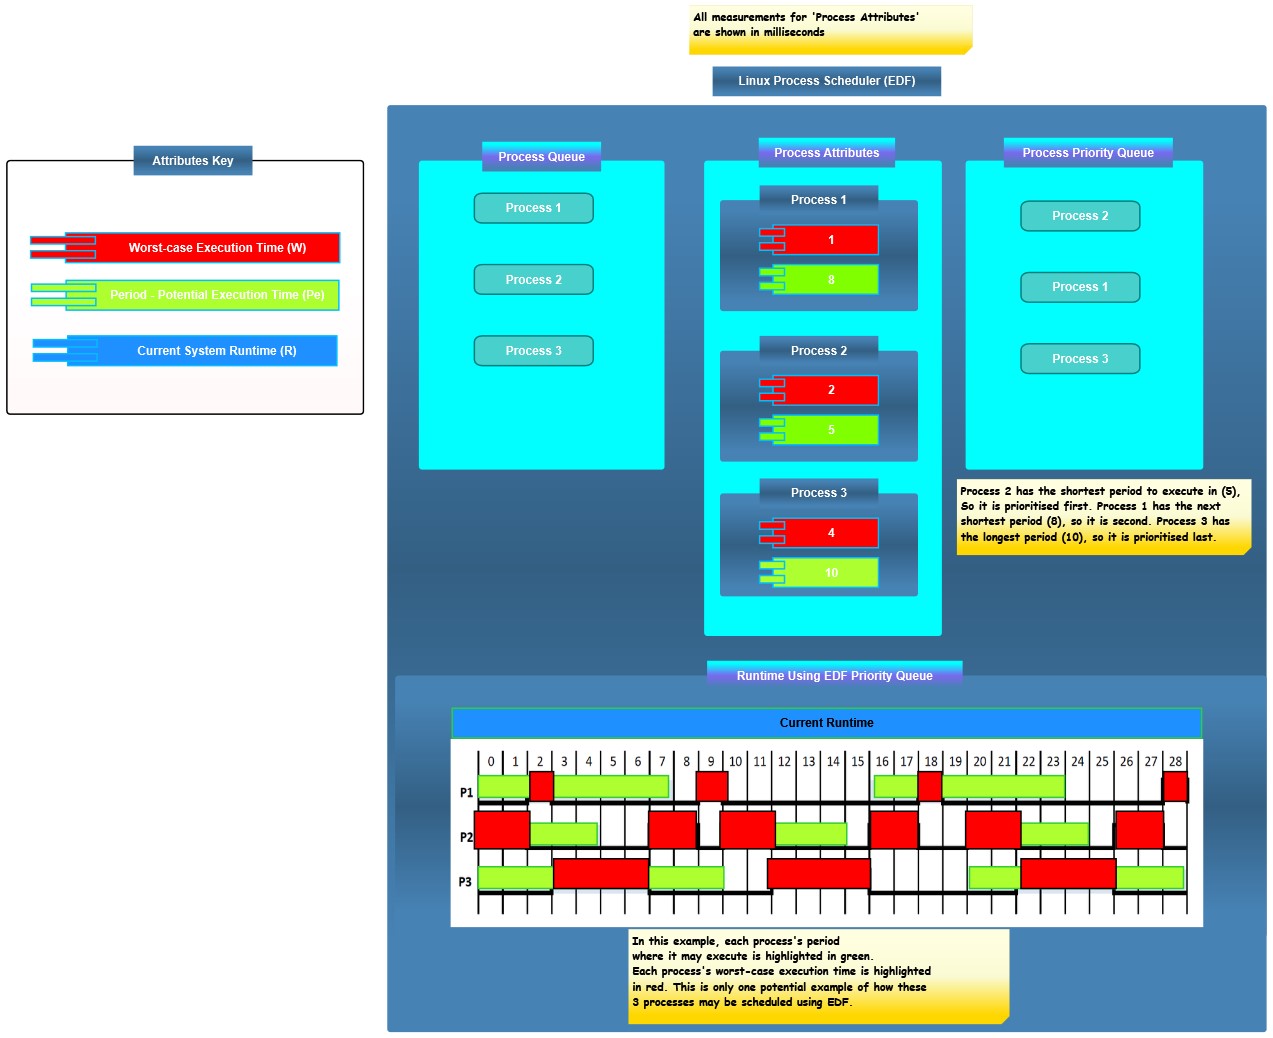 All measurements for 'Process Attributes'
are shown in milliseconds
Linux Process Scheduler (EDF)
Attributes Key
Worst-case Execution Time (W)
Period - Potential Execution Time (Pe)
Current System Runtime (R)
Process Queue
Process 1
Process 2
Process 3
Process Attributes
Process 1
1
8
Process 2
2
5
Process 3
4
10
Process Priority Queue
Process 2
Process 1
Process 3
Process 2 has the shortest period to execute in (5),
So it is prioritised first. Process 1 has the next
shortest period (8), so it is second. Process 3 has
the longest period (10), so it is prioritised last.
Runtime Using EDF Priority Queue
Current Runtime
0 1 2 3 4 5 6 7 8 9 10 11 12 13 14 15 16 17 18 19 20 21 22 23 24 25 26 27 28
P1
P2
P3
In this example, each process's period
where it may execute is highlighted in green.
Each process's worst-case execution time is highlighted
in red. This is only one potential example of how these
3 processes may be scheduled using EDF.